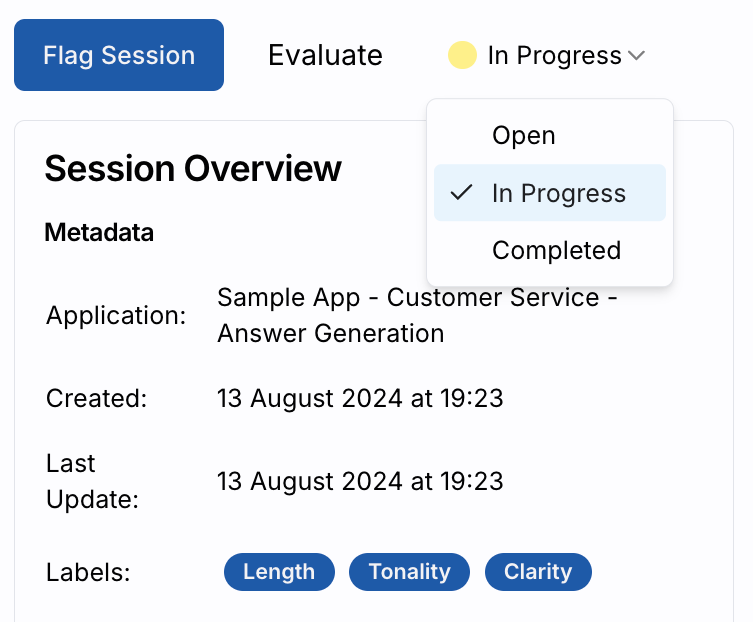 Flag Session
Evaluate
In Progress
Open
In Progress
Completed
Session Overview
Metadata
Application:
Sample App - Customer Service -
Answer Generation
Created:
13 August 2024 at 19:23
Last
Update:
13 August 2024 at 19:23
Labels:
Length
Tonality
Clarity